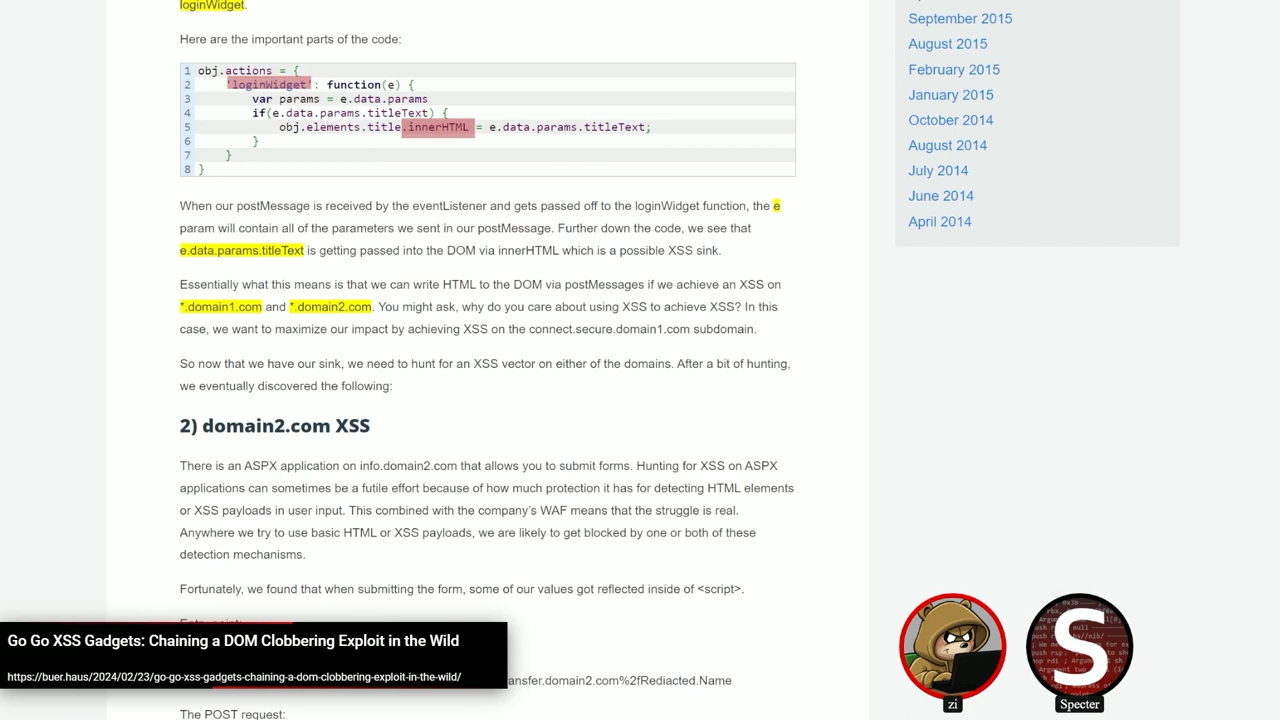 loginWidget.
Here are the important parts of the code:
1 obj.actions = {
2 'loginWidget': function(e) {
3 var params = e.data.params
4 if(e.data.params.titleText) {
5 obj.elements.title.innerHTML = e.data.params.titleText;
6 }
7 }
8 }
When our postMessage is received by the eventListener and gets passed off to the loginWidget function, the e
param will contain all of the parameters we sent in our postMessage. Further down the code, we see that
e.data.params.titleText is getting passed into the DOM via innerHTML which is a possible XSS sink.
Essentially what this means is that we can write HTML to the DOM via postMessages if we achieve an XSS on
*.domain1.com and *.domain2.com. You might ask, why do you care about using XSS to achieve XSS? In this
case, we want to maximize our impact by achieving XSS on the connect.secure.domain1.com subdomain.
So now that we have our sink, we need to hunt for an XSS vector on either of the domains. After a bit of hunting,
we eventually discovered the following:
2) domain2.com XSS
There is an ASPX application on info.domain2.com that allows you to submit forms. Hunting for XSS on ASPX
applications can sometimes be a futile effort because of how much protection it has for detecting HTML elements
or XSS payloads in user input. This combined with the company's WAF means that the struggle is real.
Anywhere we try to use basic HTML or XSS payloads, we are likely to get blocked by one or both of these
detection mechanisms.
Fortunately, we found that when submitting the form, some of our values got reflected inside of <script>.
ansfer.domain2.com%2fRediacted.Name
The POST request:
September 2015
August 2015
February 2015
January 2015
October 2014
August 2014
July 2014
June 2014
April 2014
Go Go XSS Gadgets: Chaining a DOM Clobbering Exploit in the Wild
https://buer.haus/2024/02/23/go-go-xss-gadgets-chaining-a-dom-clobbering-exploit-in-the-wild/
zi
S
Specter